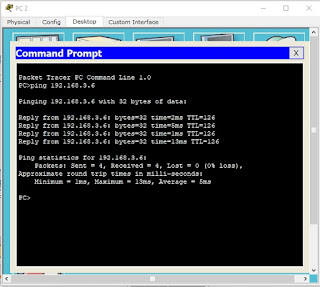 PC 2
Physical Config Desktop Custom Interface
Command Prompt
X
Packet Tracer PC Command Line 1.0
PC>ping 192.168.3.6
Pinging 192.168.3.6 with 32 bytes of data:
Reply from 192.168.3.6: bytes=32 time=2ms TTL=126
Reply from 192.168.3.6: bytes=32 time=5ms TTL=126
Reply from 192.168.3.6: bytes=32 time=1ms TTL=126
Reply from 192.168.3.6: bytes=32 time=13ms TTL=126
Ping statistics for 192.168.3.6:
Packets: Sent = 4, Received = 4, Lost = 0 (0% loss),
Approximate round trip times in milli-seconds:
Minimum = 1ms, Maximum = 13ms, Average = 5ms
PC>